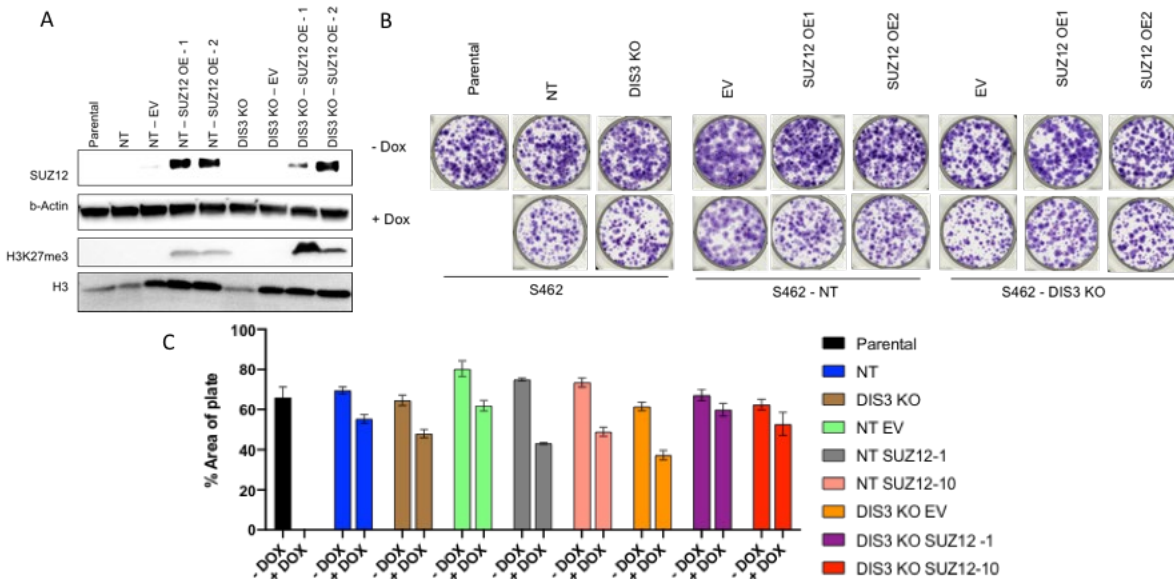 A
Parental
NT
NT – EV
NT – SUZ12 OE - 1
NT – SUZ12 OE - 2
DIS3 KO
DIS3 KO – EV
DIS3 KO – SUZ12 OE - 1
DIS3 KO – SUZ12 OE - 2
SUZ12
b-Actin
H3K27me3
H3
B
Parental
NT
DIS3 KO
EV
SUZ12 OE1
SUZ12 OE2
EV
SUZ12 OE1
SUZ12 OE2
- Dox
+ Dox
S462
S462 - NT
S462 - DIS3 KO
C
% Area of plate
100
80
60
40
20
0
- DOX
+ DOX
- DOX
+ DOX
- DOX
+ DOX
- DOX
+ DOX
- DOX
+ DOX
- DOX
+ DOX
- DOX
+ DOX
- DOX
+ DOX
- DOX
+ DOX
Parental
NT
DIS3 KO
NT EV
NT SUZ12-1
NT SUZ12-10
DIS3 KO EV
DIS3 KO SUZ12 -1
DIS3 KO SUZ12-10